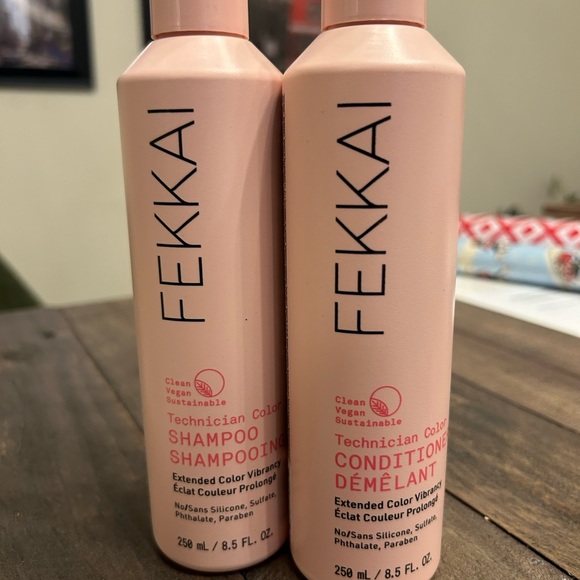 FEKKAI
Clean
Vegan
Sustainable
Technician Color
SHAMPOO
SHAMPOOING
Extended Color Vibrancy
Éclat Couleur Prolongé
No/Sans Silicone, Sulfate,
Phthalate, Paraben
250 mL / 8.5 FL. OZ.
FEKKAI
Clean
Vegan
Sustainable
Technician Color
CONDITIONE
DÉMÊLANT
Extended Color Vibrancy
Éclat Couleur Prolongé
No/Sans Silicone, Sulfate,
Phthalate, Paraben
250 mL / 8.5 FL. OZ.